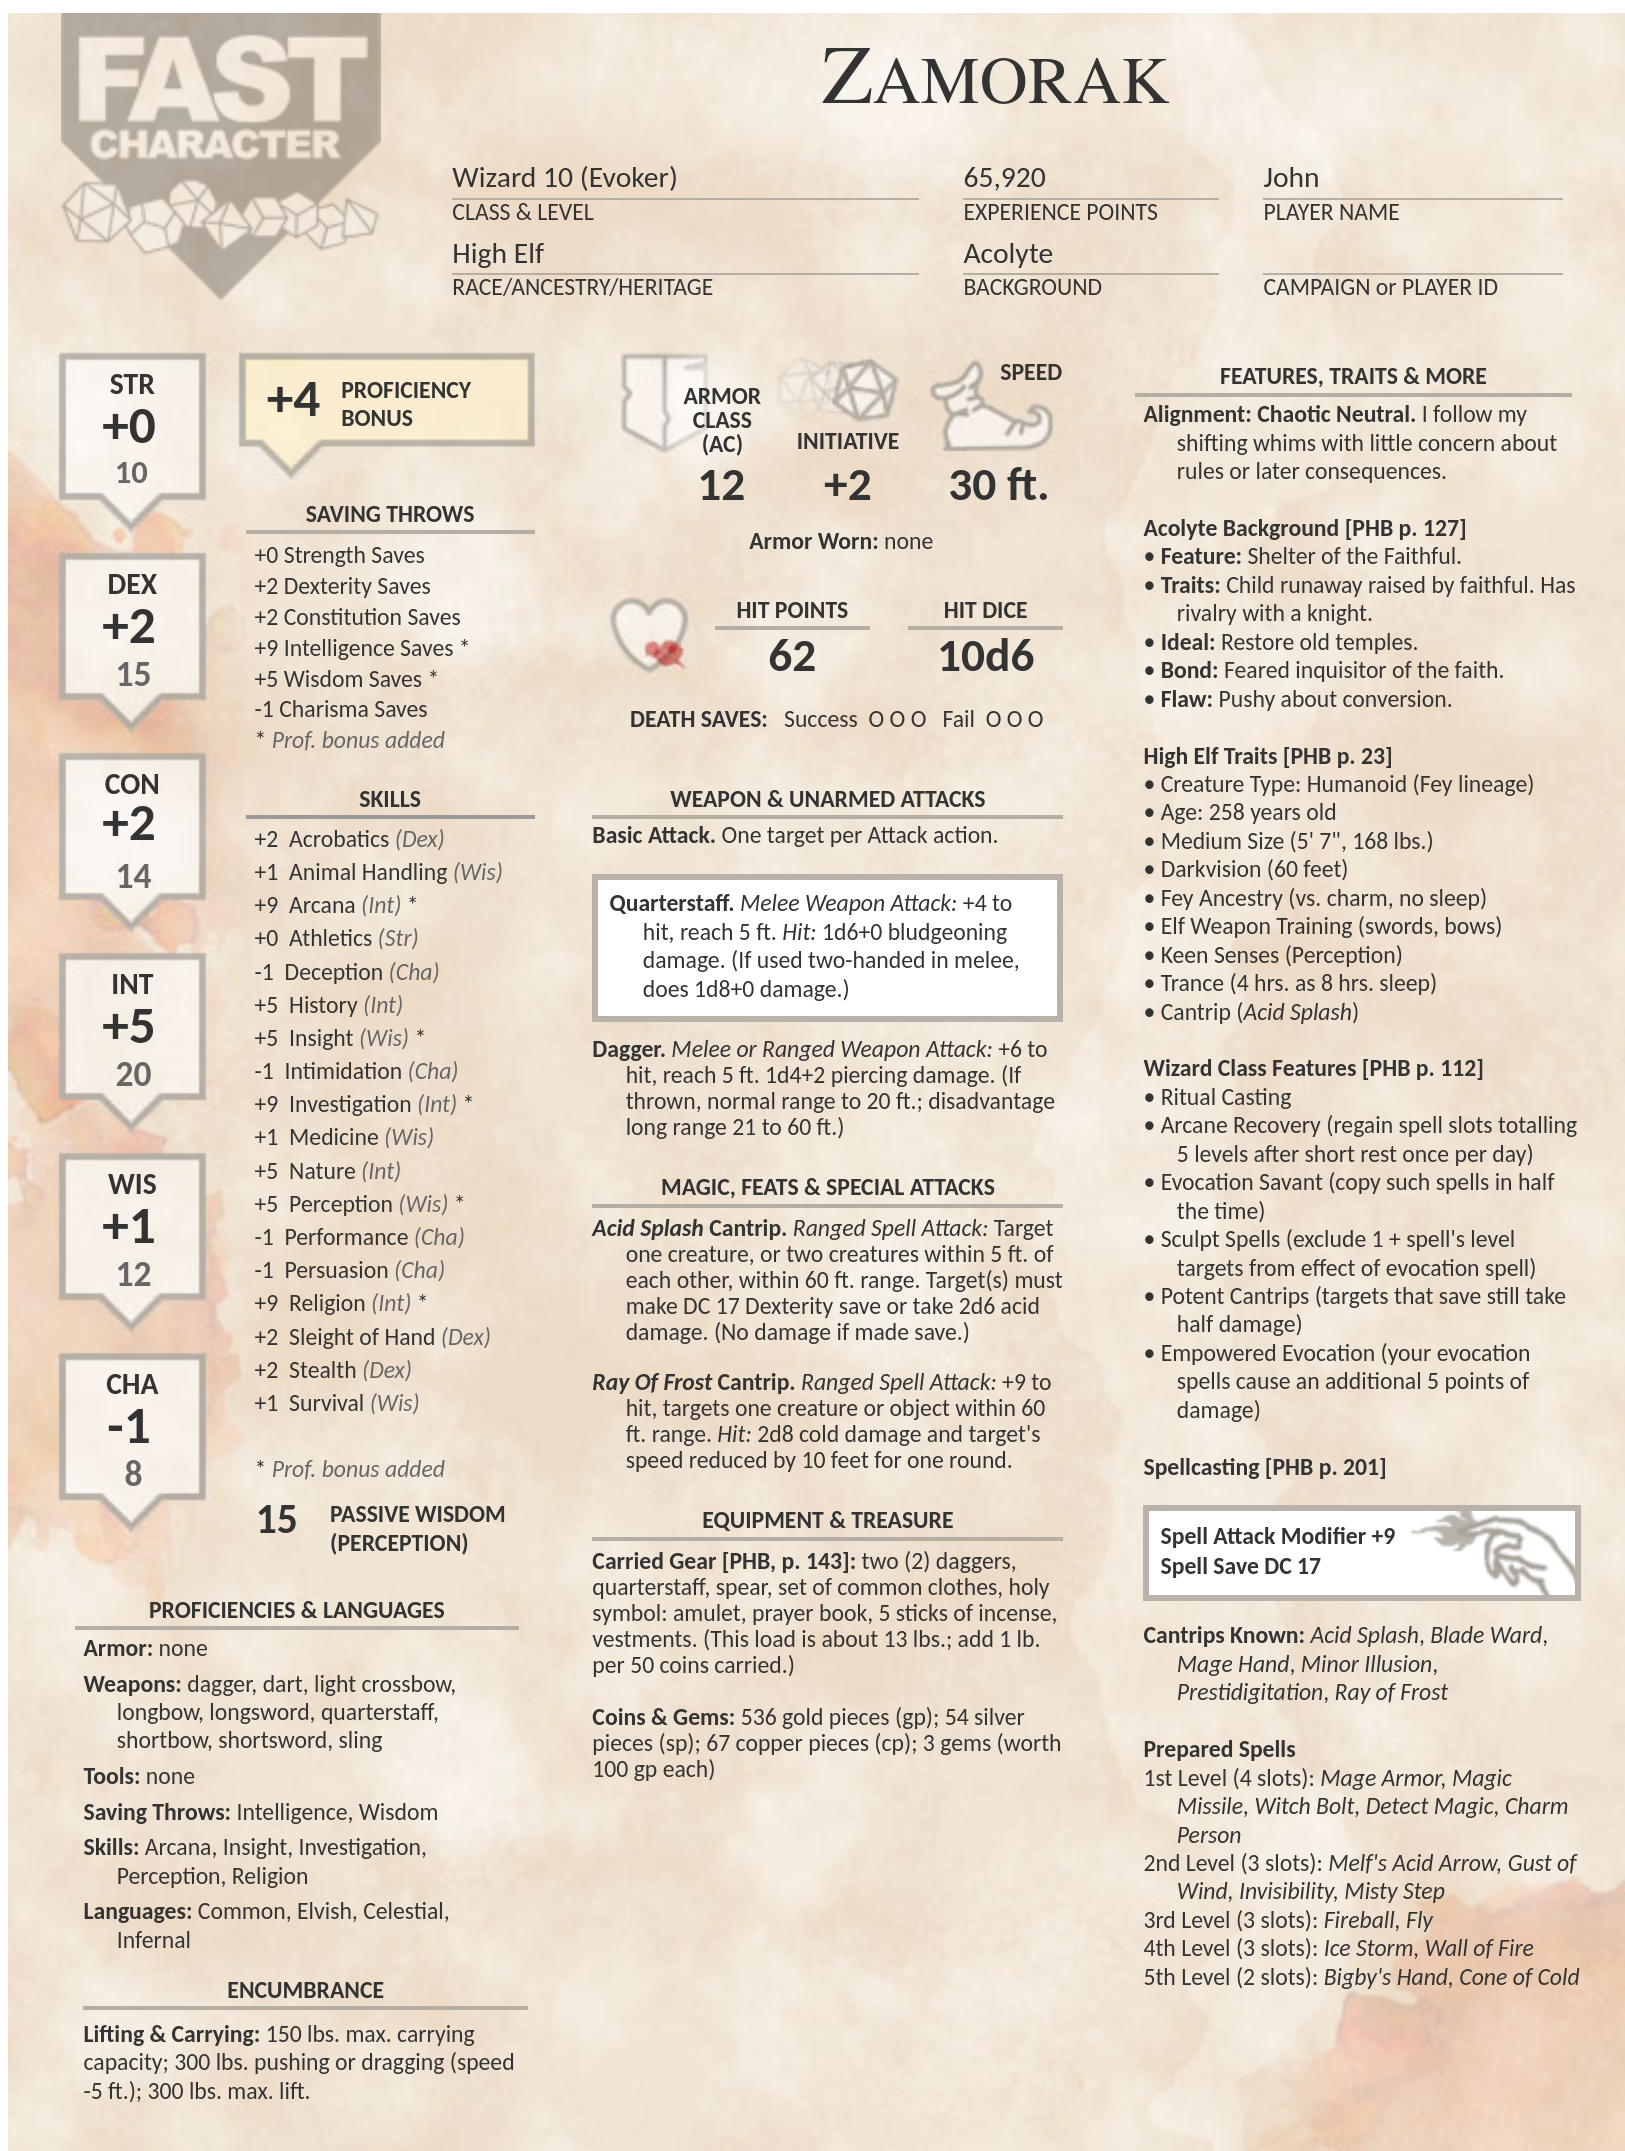 FAST
CHARACTER
ZAMORAK
Wizard 10 (Evoker)
CLASS & LEVEL
65,920
EXPERIENCE POINTS
John
PLAYER NAME
High Elf
RACE/ANCESTRY/HERITAGE
Acolyte
BACKGROUND
CAMPAIGN or PLAYER ID
STR
+0
10
DEX
+2
15
CON
+2
14
INT
+5
20
WIS
+1
12
CHA
-1
8
+4 PROFICIENCY
BONUS
SAVING THROWS
+0 Strength Saves
+2 Dexterity Saves
+2 Constitution Saves
+9 Intelligence Saves *
+5 Wisdom Saves *
-1 Charisma Saves
* Prof. bonus added
SKILLS
+2 Acrobatics (Dex)
+1 Animal Handling (Wis)
+9 Arcana (Int) *
+0 Athletics (Str)
-1 Deception (Cha)
+5 History (Int)
+5 Insight (Wis) *
-1 Intimidation (Cha)
+9 Investigation (Int) *
+1 Medicine (Wis)
+5 Nature (Int)
+5 Perception (Wis) *
-1 Performance (Cha)
-1 Persuasion (Cha)
+9 Religion (Int) *
+2 Sleight of Hand (Dex)
+2 Stealth (Dex)
+1 Survival (Wis)
* Prof. bonus added
15 PASSIVE WISDOM
(PERCEPTION)
PROFICIENCIES & LANGUAGES
Armor: none
Weapons: dagger, dart, light crossbow,
longbow, longsword, quarterstaff,
shortbow, shortsword, sling
Tools: none
Saving Throws: Intelligence, Wisdom
Skills: Arcana, Insight, Investigation,
Perception, Religion
Languages: Common, Elvish, Celestial,
Infernal
ENCUMBRANCE
Lifting & Carrying: 150 lbs. max. carrying
capacity; 300 lbs. pushing or dragging (speed
-5 ft.); 300 lbs. max. lift.
ARMOR
CLASS
(AC)
12
INITIATIVE
+2
SPEED
30 ft.
Armor Worn: none
HIT POINTS
62
HIT DICE
10d6
DEATH SAVES: Success O O O Fail O O O
WEAPON & UNARMED ATTACKS
Basic Attack. One target per Attack action.
Quarterstaff. Melee Weapon Attack: +4 to
hit, reach 5 ft. Hit: 1d6+0 bludgeoning
damage. (If used two-handed in melee,
does 1d8+0 damage.)
Dagger. Melee or Ranged Weapon Attack: +6 to
hit, reach 5 ft. 1d4+2 piercing damage. (If
thrown, normal range to 20 ft.; disadvantage
long range 21 to 60 ft.)
MAGIC, FEATS & SPECIAL ATTACKS
Acid Splash Cantrip. Ranged Spell Attack: Target
one creature, or two creatures within 5 ft. of
each other, within 60 ft. range. Target(s) must
make DC 17 Dexterity save or take 2d6 acid
damage. (No damage if made save.)
Ray Of Frost Cantrip. Ranged Spell Attack: +9 to
hit, targets one creature or object within 60
ft. range. Hit: 2d8 cold damage and target's
speed reduced by 10 feet for one round.
EQUIPMENT & TREASURE
Carried Gear [PHB, p. 143]: two (2) daggers,
quarterstaff, spear, set of common clothes, holy
symbol: amulet, prayer book, 5 sticks of incense,
vestments. (This load is about 13 lbs.; add 1 lb.
per 50 coins carried.)
Coins & Gems: 536 gold pieces (gp); 54 silver
pieces (sp); 67 copper pieces (cp); 3 gems (worth
100 gp each)
FEATURES, TRAITS & MORE
Alignment: Chaotic Neutral. I follow my
shifting whims with little concern about
rules or later consequences.
Acolyte Background [PHB p. 127]
• Feature: Shelter of the Faithful.
• Traits: Child runaway raised by faithful. Has
rivalry with a knight.
• Ideal: Restore old temples.
• Bond: Feared inquisitor of the faith.
• Flaw: Pushy about conversion.
High Elf Traits [PHB p. 23]
• Creature Type: Humanoid (Fey lineage)
• Age: 258 years old
• Medium Size (5' 7", 168 lbs.)
• Darkvision (60 feet)
• Fey Ancestry (vs. charm, no sleep)
• Elf Weapon Training (swords, bows)
• Keen Senses (Perception)
• Trance (4 hrs. as 8 hrs. sleep)
• Cantrip (Acid Splash)
Wizard Class Features [PHB p. 112]
• Ritual Casting
• Arcane Recovery (regain spell slots totalling
5 levels after short rest once per day)
• Evocation Savant (copy such spells in half
the time)
• Sculpt Spells (exclude 1 + spell's level
targets from effect of evocation spell)
• Potent Cantrips (targets that save still take
half damage)
• Empowered Evocation (your evocation
spells cause an additional 5 points of
damage)
Spellcasting [PHB p. 201]
Spell Attack Modifier +9
Spell Save DC 17
Cantrips Known: Acid Splash, Blade Ward,
Mage Hand, Minor Illusion,
Prestidigitation, Ray of Frost
Prepared Spells
1st Level (4 slots): Mage Armor, Magic
Missile, Witch Bolt, Detect Magic, Charm
Person
2nd Level (3 slots): Melf's Acid Arrow, Gust of
Wind, Invisibility, Misty Step
3rd Level (3 slots): Fireball, Fly
4th Level (3 slots): Ice Storm, Wall of Fire
5th Level (2 slots): Bigby's Hand, Cone of Cold